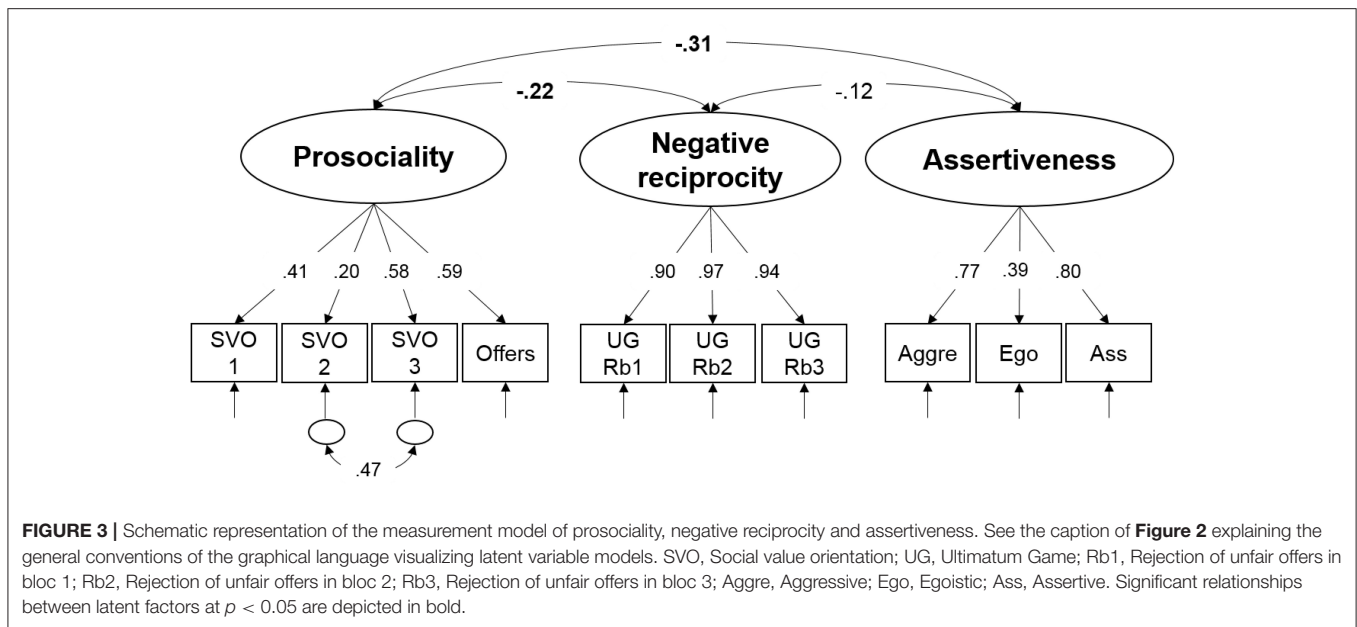 -.31
-.22
-.12
Prosociality
Negative
reciprocity
Assertiveness
.41 .20 .58 .59
.90 .97 .94
.77 .39 .80
SVO
1
SVO
2
SVO
3
Offers
UG
Rb1
UG
Rb2
UG
Rb3
Aggre
Ego
Ass
.47
FIGURE 3 | Schematic representation of the measurement model of prosociality, negative reciprocity and assertiveness. See the caption of Figure 2 explaining the
general conventions of the graphical language visualizing latent variable models. SVO, Social value orientation; UG, Ultimatum Game; Rb1, Rejection of unfair offers in
bloc 1; Rb2, Rejection of unfair offers in bloc 2; Rb3, Rejection of unfair offers in bloc 3; Aggre, Aggressive; Ego, Egoistic; Ass, Assertive. Significant relationships
between latent factors at p < 0.05 are depicted in bold.